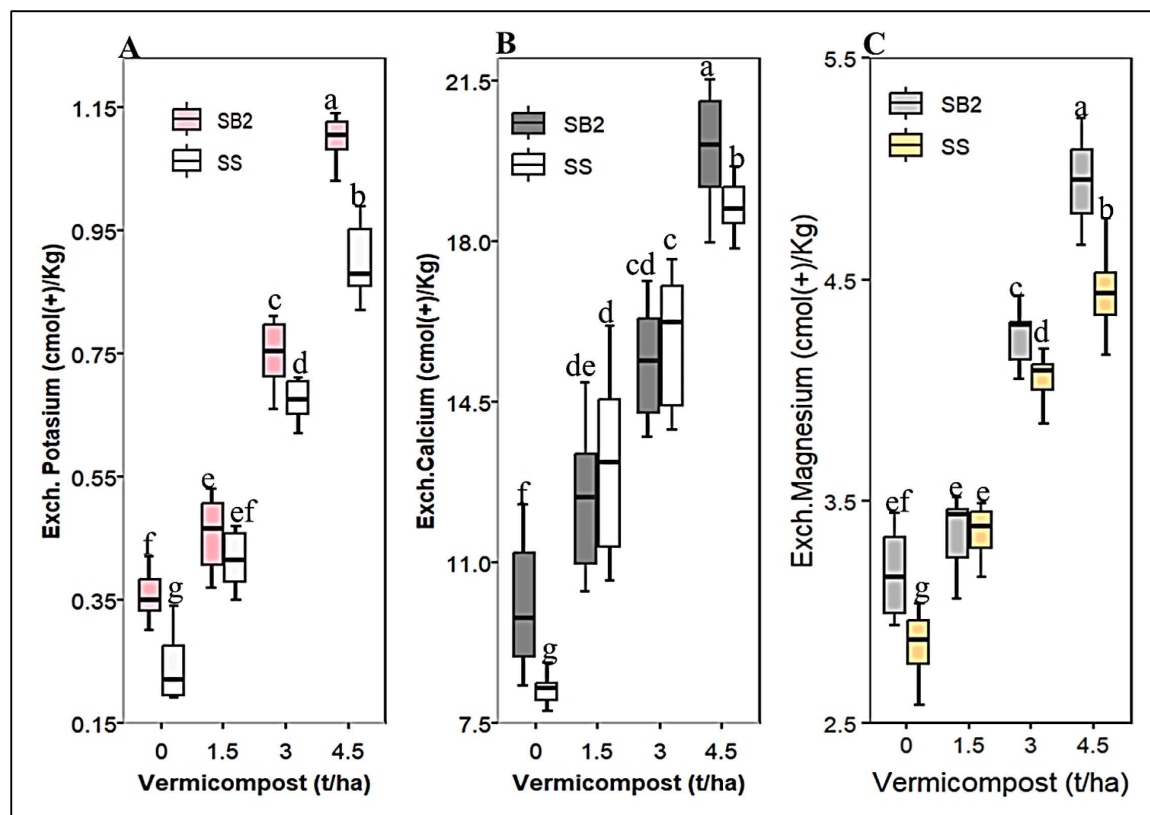 A
Exch. Potasium (cmol(+)/Kg)
1.15
0.95
0.75
0.55
0.35
0.15
SB2
SS
f
g
e
ef
c
d
a
b
0
1.5
3
4.5
Vermicompost (t/ha)
B
Exch.Calcium (cmol(+)/Kg)
21.5
18.0
14.5
11.0
7.5
SB2
SS
f
g
de
d
cd
c
a
b
0
1.5
3
4.5
Vermicompost (t/ha)
C
Exch.Magnesium (cmol(+)/Kg)
5.5
4.5
3.5
2.5
SB2
SS
ef
g
e
e
c
d
a
b
0
1.5
3
4.5
Vermicompost (t/ha)